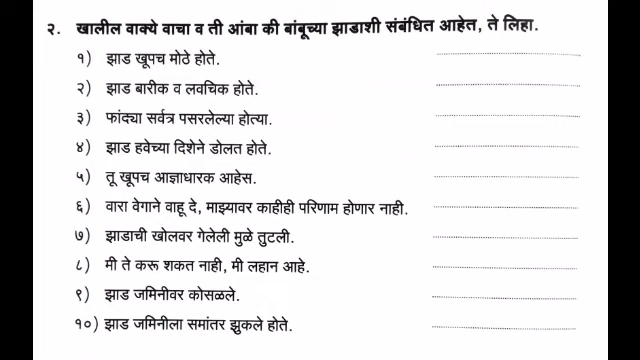 २. खालील वाक्ये वाचा व ती आंबा की बांबूच्या झाडाशी संबंधित आहेत, ते लिहा.
१) झाड खूपच मोठे होते.
२) झाड बारीक व लवचिक होते.
३) फांद्या सर्वत्र पसरलेल्या होत्या.
४) झाड हवेच्या दिशेने डोलत होते.
५) तू खूपच आज्ञाधारक आहेस.
६) वारा वेगाने वाहू दे, माझ्यावर काहीही परिणाम होणार नाही.
७) झाडाची खोलवर गेलेली मुळे तुटली.
८) मी ते करू शकत नाही, मी लहान आहे.
९) झाड जमिनीवर कोसळले.
१०) झाड जमिनीला समांतर झुकले होते.